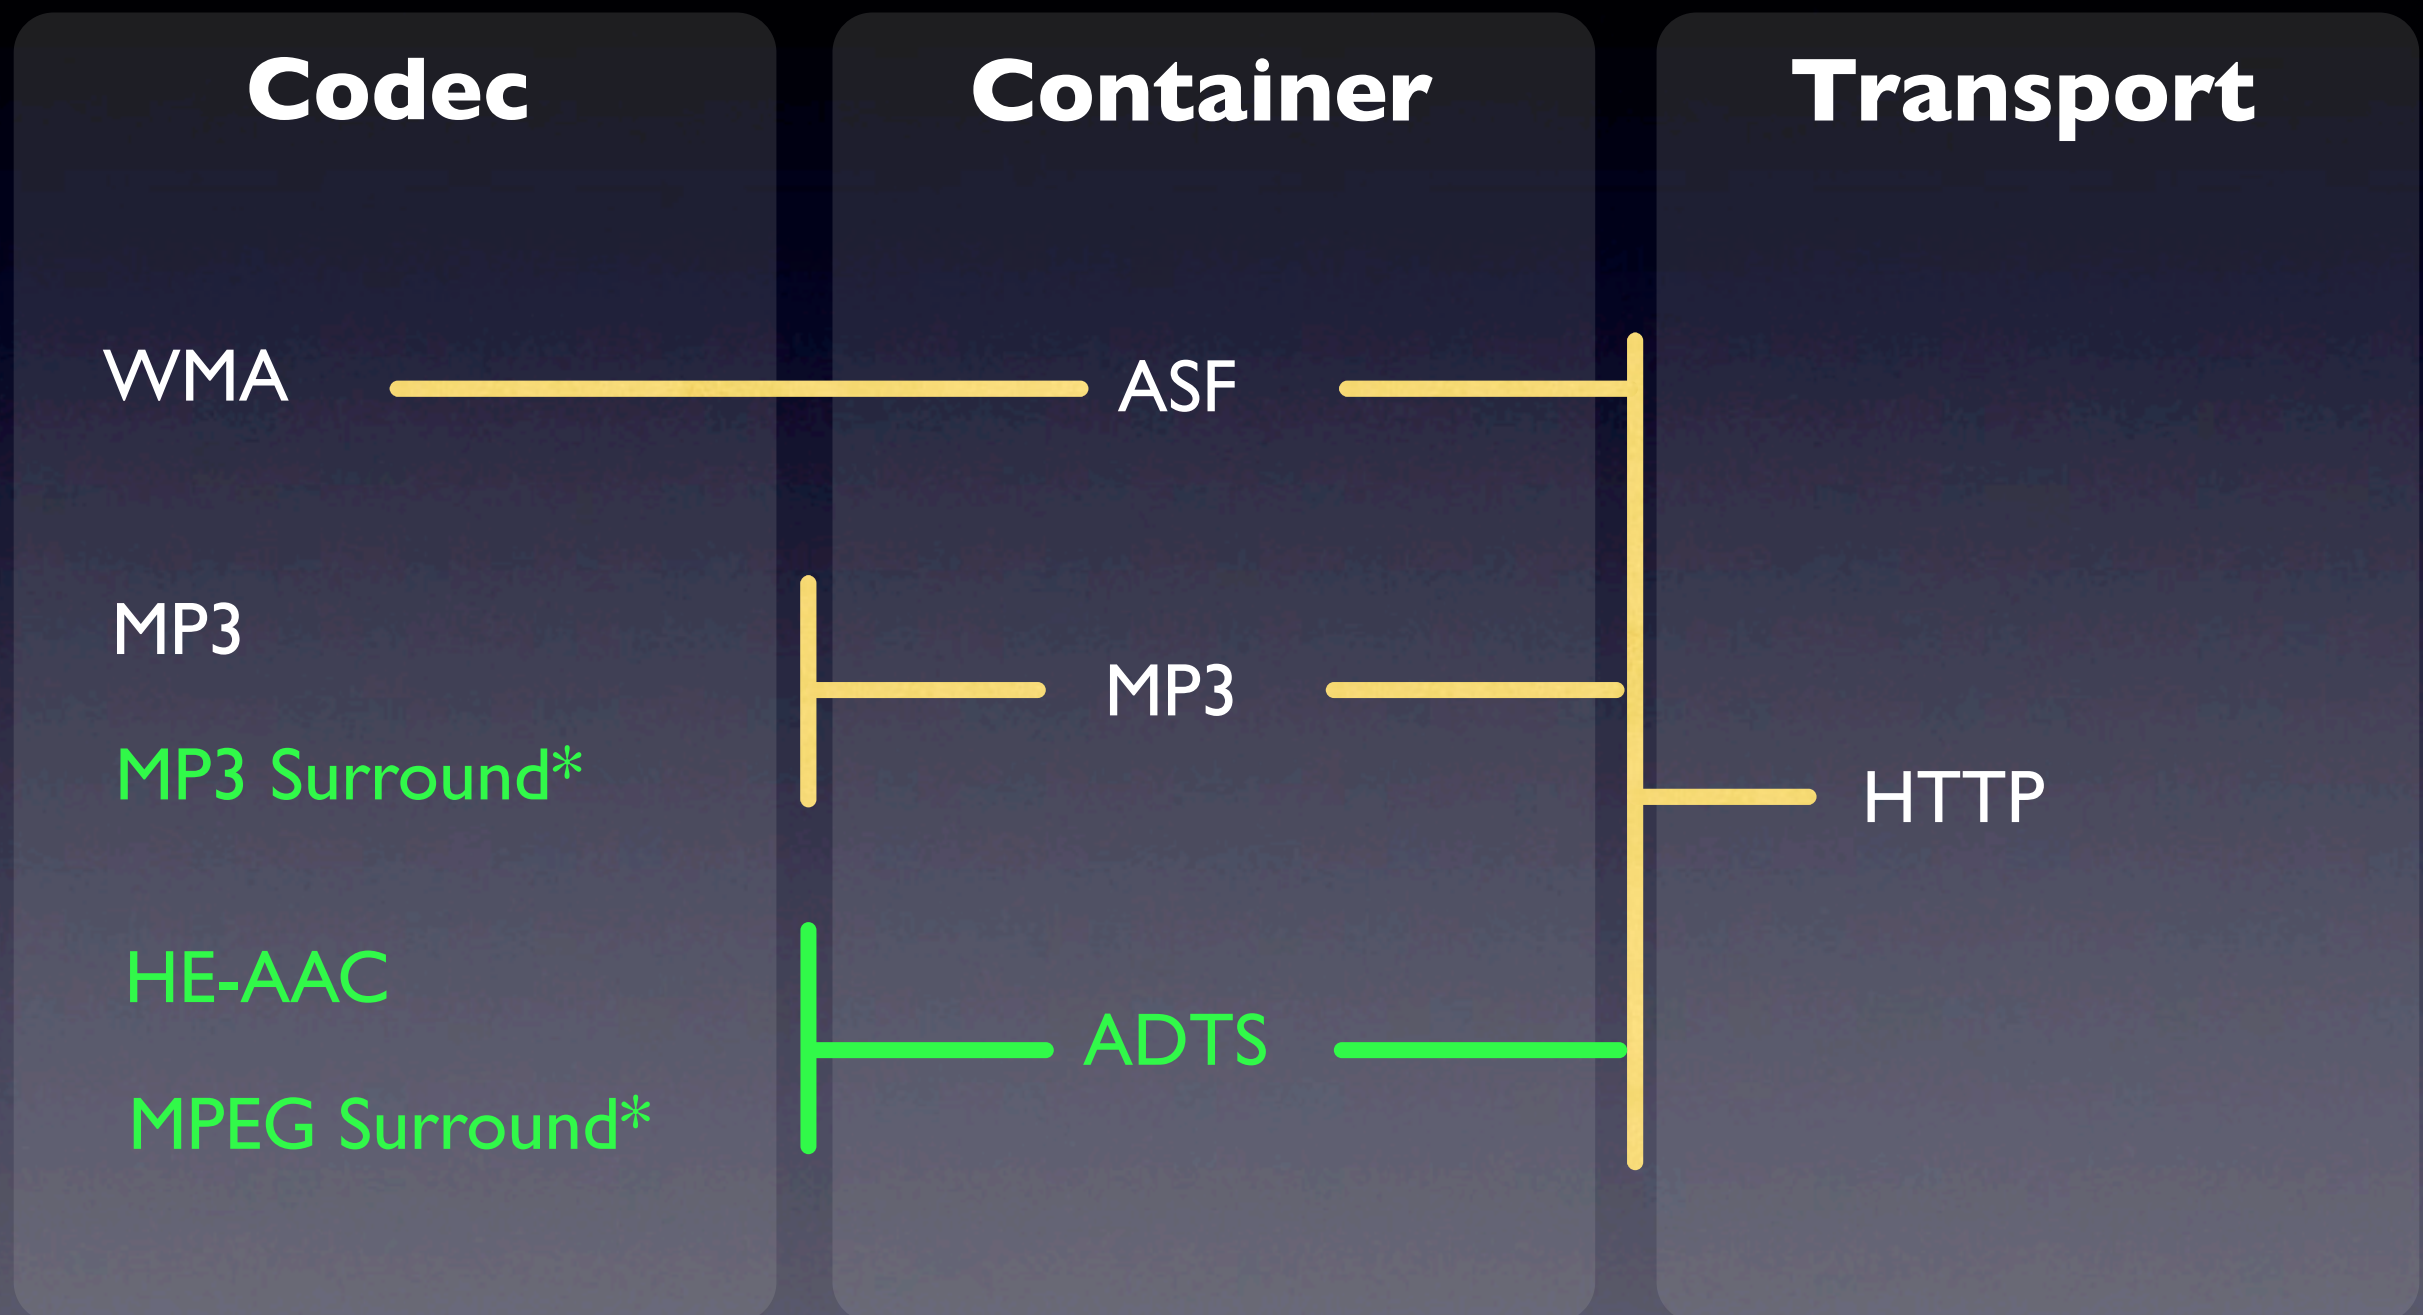 Codec
Container
Transport
WMA
ASF
MP3
MP3
MP3 Surround*
HTTP
HE-AAC
ADTS
MPEG Surround*